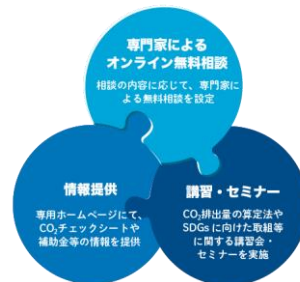 専門家による
オンライン無料相談
相談の内容に応じて、専門家に
よる無料相談を設定
情報提供
専用ホームページにて、
CO₂チェックシートや
補助金等の情報を提供
講習・セミナー
CO₂排出量の算定法や
SDGsに向けた取組等
に関する講習会・
セミナーを実施